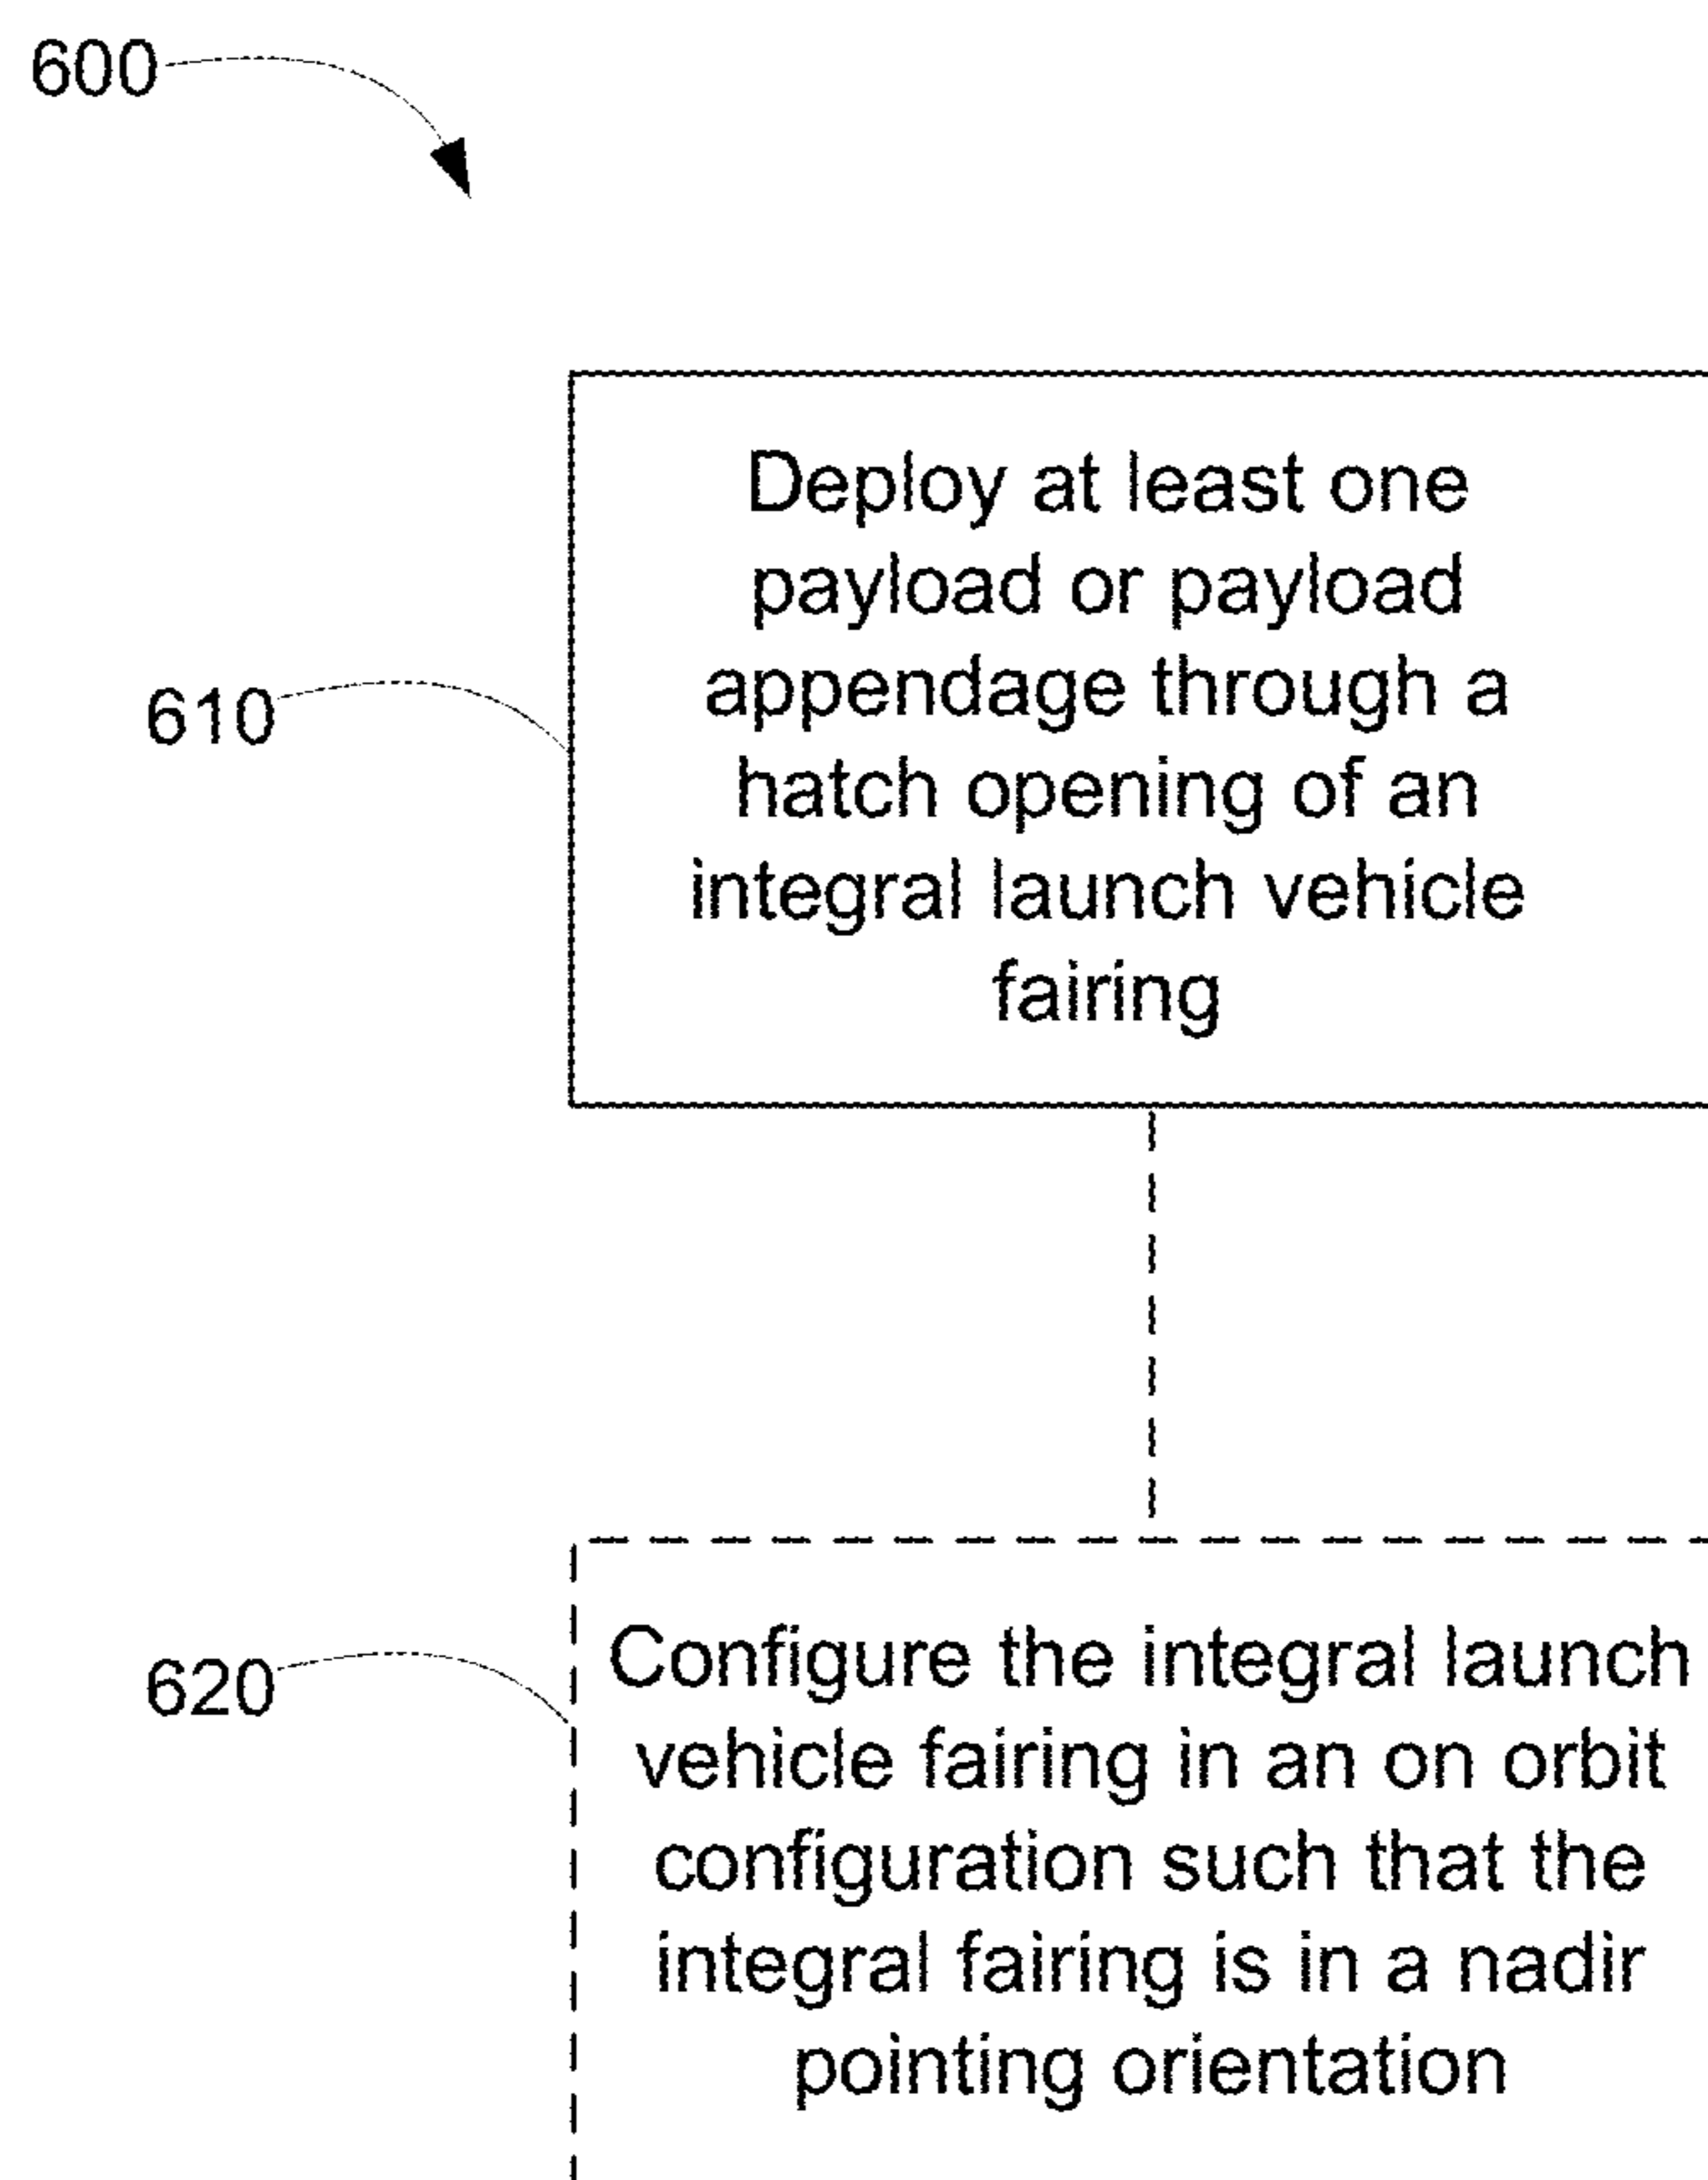 600
610
Deploy at least one
payload or payload
appendage through a
hatch opening of an
integral launch vehicle
fairing
620
Configure the integral launch
vehicle fairing in an on orbit
configuration such that the
integral fairing is in a nadir
pointing orientation